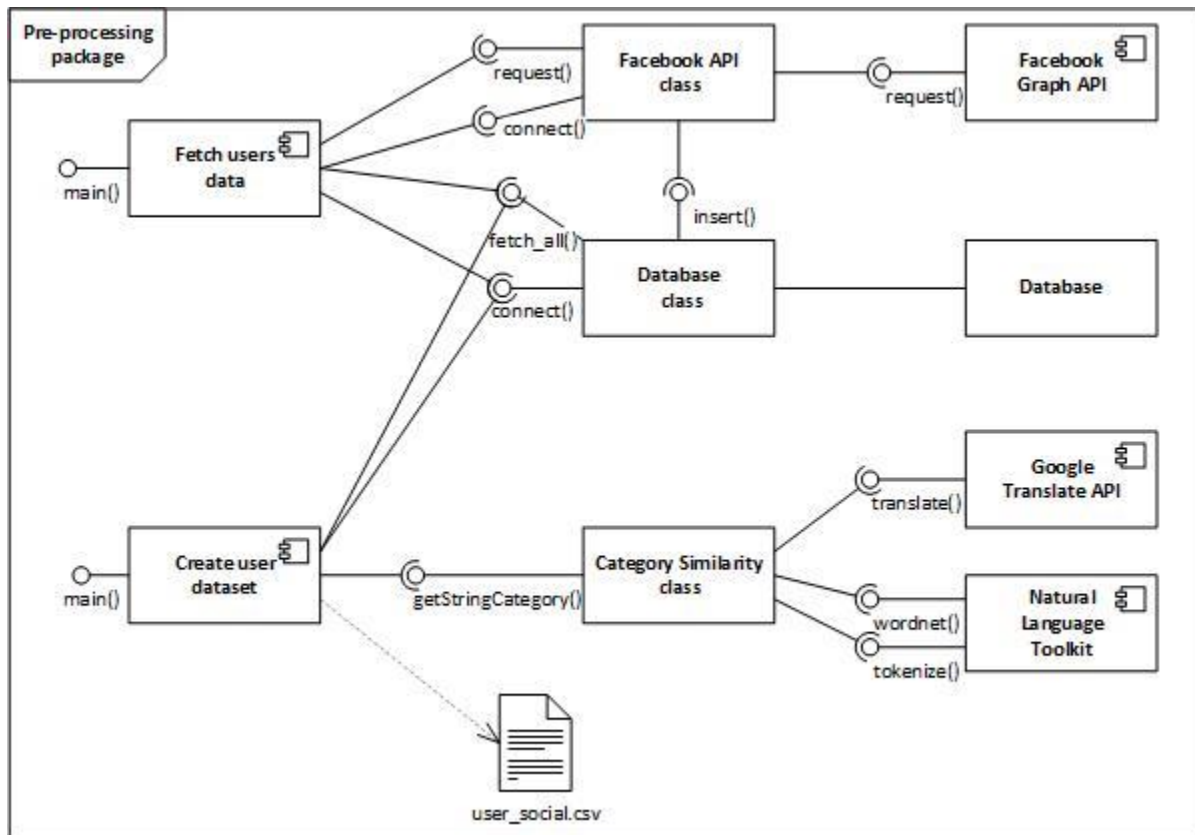 Pre-processing
package
Facebook API
class
Facebook
Graph API
request()
request()
connect()
Fetch users
data
main()
insert()
fetch_all()
Database
class
Database
connect()
Google
Translate API
translate()
Create user
dataset
Category Similarity
class
main()
getStringCategory()
Natural
Language
Toolkit
wordnet()
tokenize()
user_social.csv